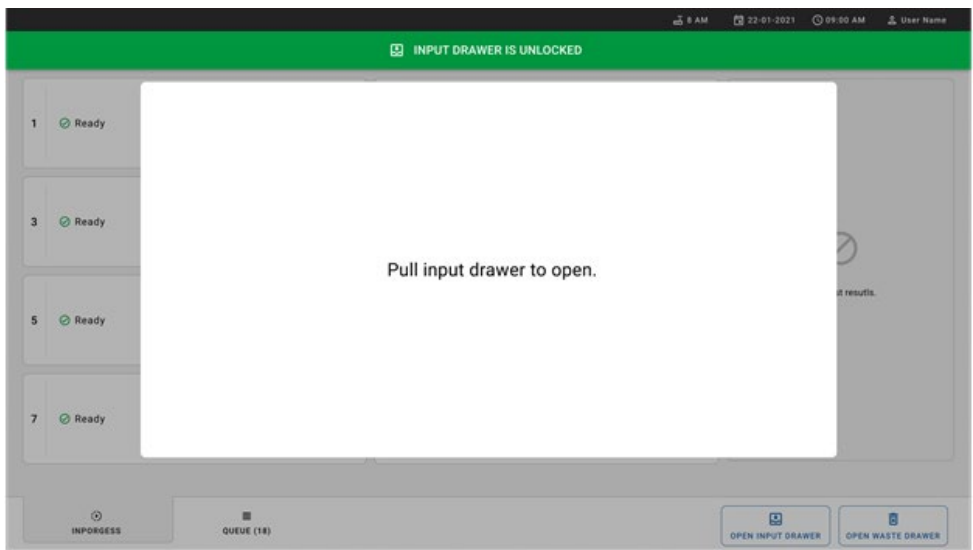 8 AM 22-01-2021 09:00 AM User Name
INPUT DRAWER IS UNLOCKED
1 Ready
3 Ready
Pull input drawer to open.
t resutls.
5 Ready
7 Ready
INPORGESS
QUEUE (18)
OPEN INPUT DRAWER
OPEN WASTE DRAWER